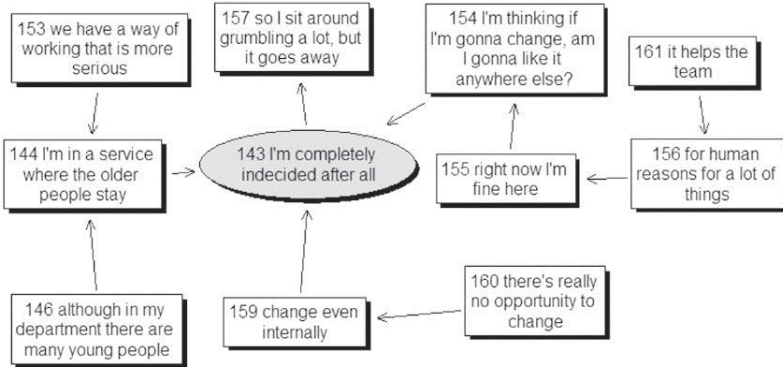 153 we have a way of
working that is more
serious
157 so I sit around
grumbling a lot, but
it goes away
154 I'm thinking if
I'm gonna change, am
I gonna like it
anywhere else?
161 it helps the
team
144 I'm in a service
where the older
people stay
143 I'm completely
indecided after all
155 right now I'm
fine here
156 for human
reasons for a lot of
things
146 although in my
department there are
many young people
159 change even
internally
160 there's really
no opportunity to
change